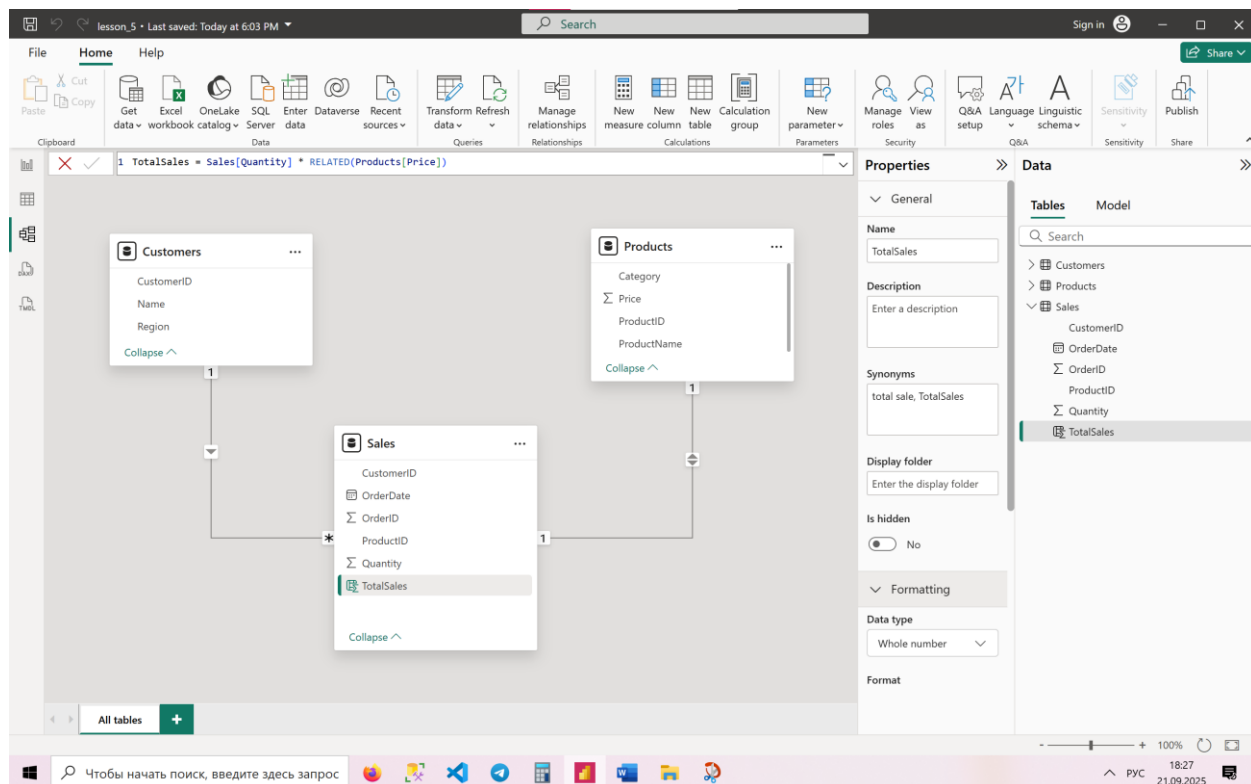 lesson_5 • Last saved: Today at 6:03 PM
Search
Sign in
File
Home
Help
Share
Paste
Cut
Copy
Get data
Excel workbook
OneLake catalog
SQL Server
Enter data
Dataverse
Recent sources
Transform data
Refresh
Manage relationships
New measure
New column
New table
Calculation group
New parameter
Manage roles
View as
Q&A setup
Language
Linguistic schema
Sensitivity
Publish
Clipboard
Data
Queries
Relationships
Calculations
Parameters
Security
Q&A
Sensitivity
Share
1 TotalSales = Sales[Quantity] * RELATED(Products[Price])
Customers
CustomerID
Name
Region
Collapse
1
Products
Category
Price
ProductID
ProductName
Collapse
1
Sales
CustomerID
OrderDate
OrderID
ProductID
Quantity
TotalSales
Collapse
*
1
Properties
General
Name
TotalSales
Description
Enter a description
Synonyms
total sale, TotalSales
Display folder
Enter the display folder
Is hidden
No
Formatting
Data type
Whole number
Format
Data
Tables
Model
Search
Customers
Products
Sales
CustomerID
OrderDate
OrderID
ProductID
Quantity
TotalSales
All tables
+
- + 100%
Чтобы начать поиск, введите здесь запрос
РУС
18:27
21.09.2025